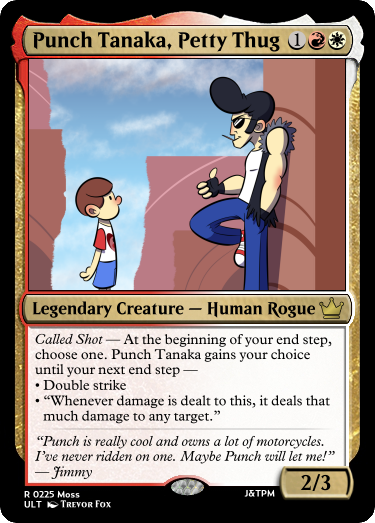 Punch Tanaka, Petty Thug 1
Legendary Creature — Human Rogue
Called Shot — At the beginning of your end step,
choose one. Punch Tanaka gains your choice
until your next end step —
• Double strike
• “Whenever damage is dealt to this, it deals that
much damage to any target.”
“Punch is really cool and owns a lot of motorcycles.
I’ve never ridden on one. Maybe Punch will let me!”
— Jimmy
2/3
R 0225 Moss
J&TPM
ULT Trevor Fox